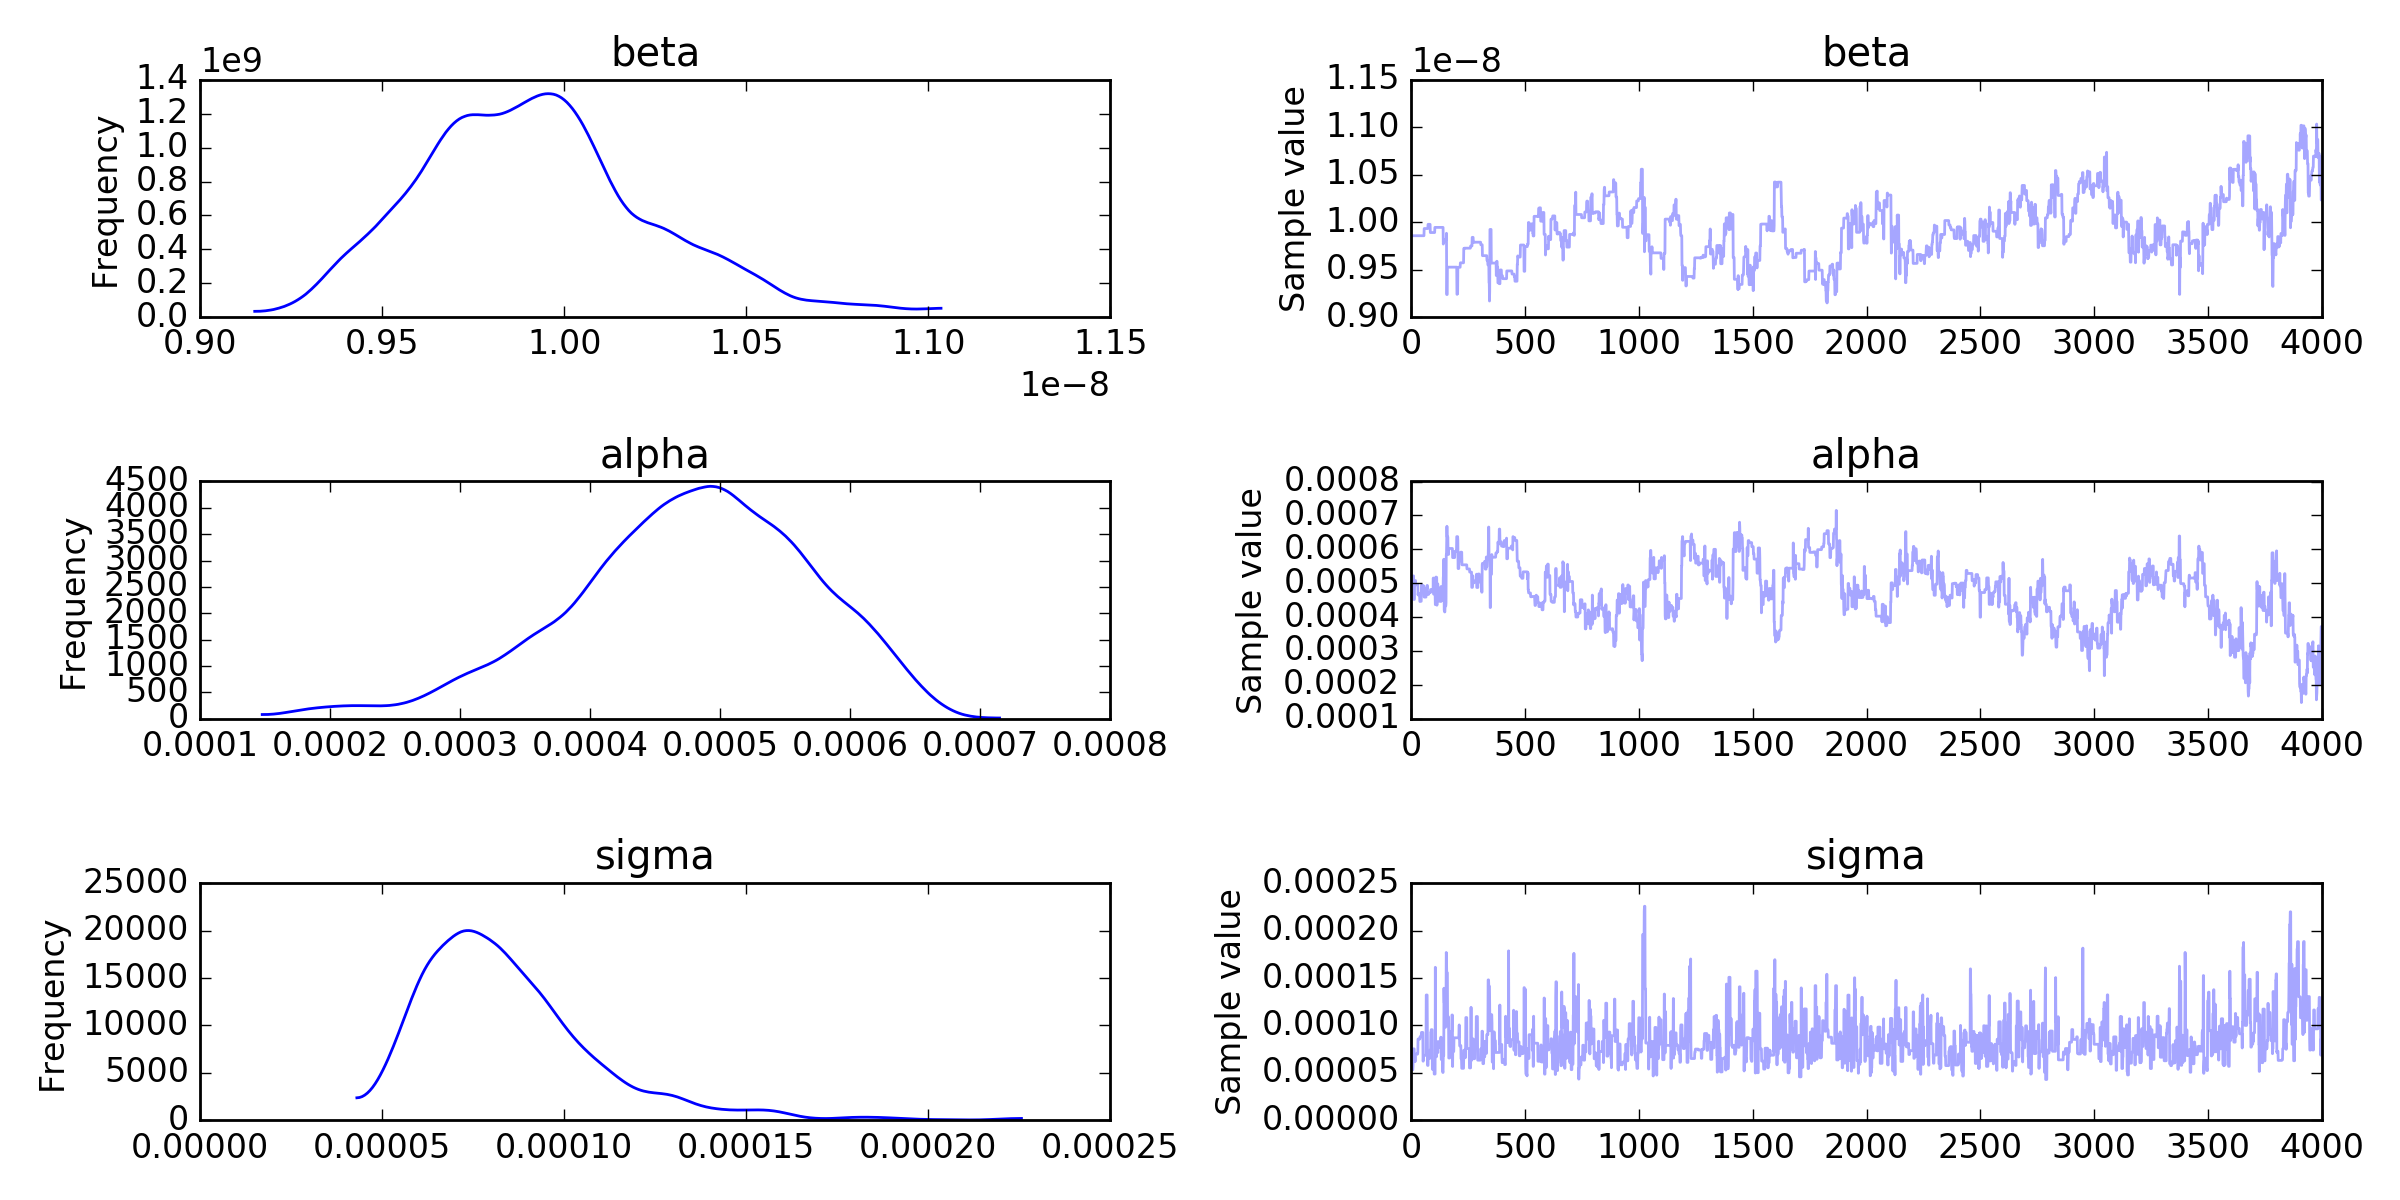 1e9
beta
Frequency
1.4
1.2
1.0
0.8
0.6
0.4
0.2
0.0
0.90 0.95 1.00 1.05 1.10 1.15
1e−8
1e−8
beta
Sample value
1.15
1.10
1.05
1.00
0.95
0.90
0 500 1000 1500 2000 2500 3000 3500 4000
alpha
Frequency
4500
4000
3500
3000
2500
2000
1500
1000
500
0
0.0001 0.0002 0.0003 0.0004 0.0005 0.0006 0.0007 0.0008
alpha
Sample value
0.0008
0.0007
0.0006
0.0005
0.0004
0.0003
0.0002
0.0001
0 500 1000 1500 2000 2500 3000 3500 4000
sigma
Frequency
25000
20000
15000
10000
5000
0
0.00000 0.00005 0.00010 0.00015 0.00020 0.00025
sigma
Sample value
0.00025
0.00020
0.00015
0.00010
0.00005
0.00000
0 500 1000 1500 2000 2500 3000 3500 4000